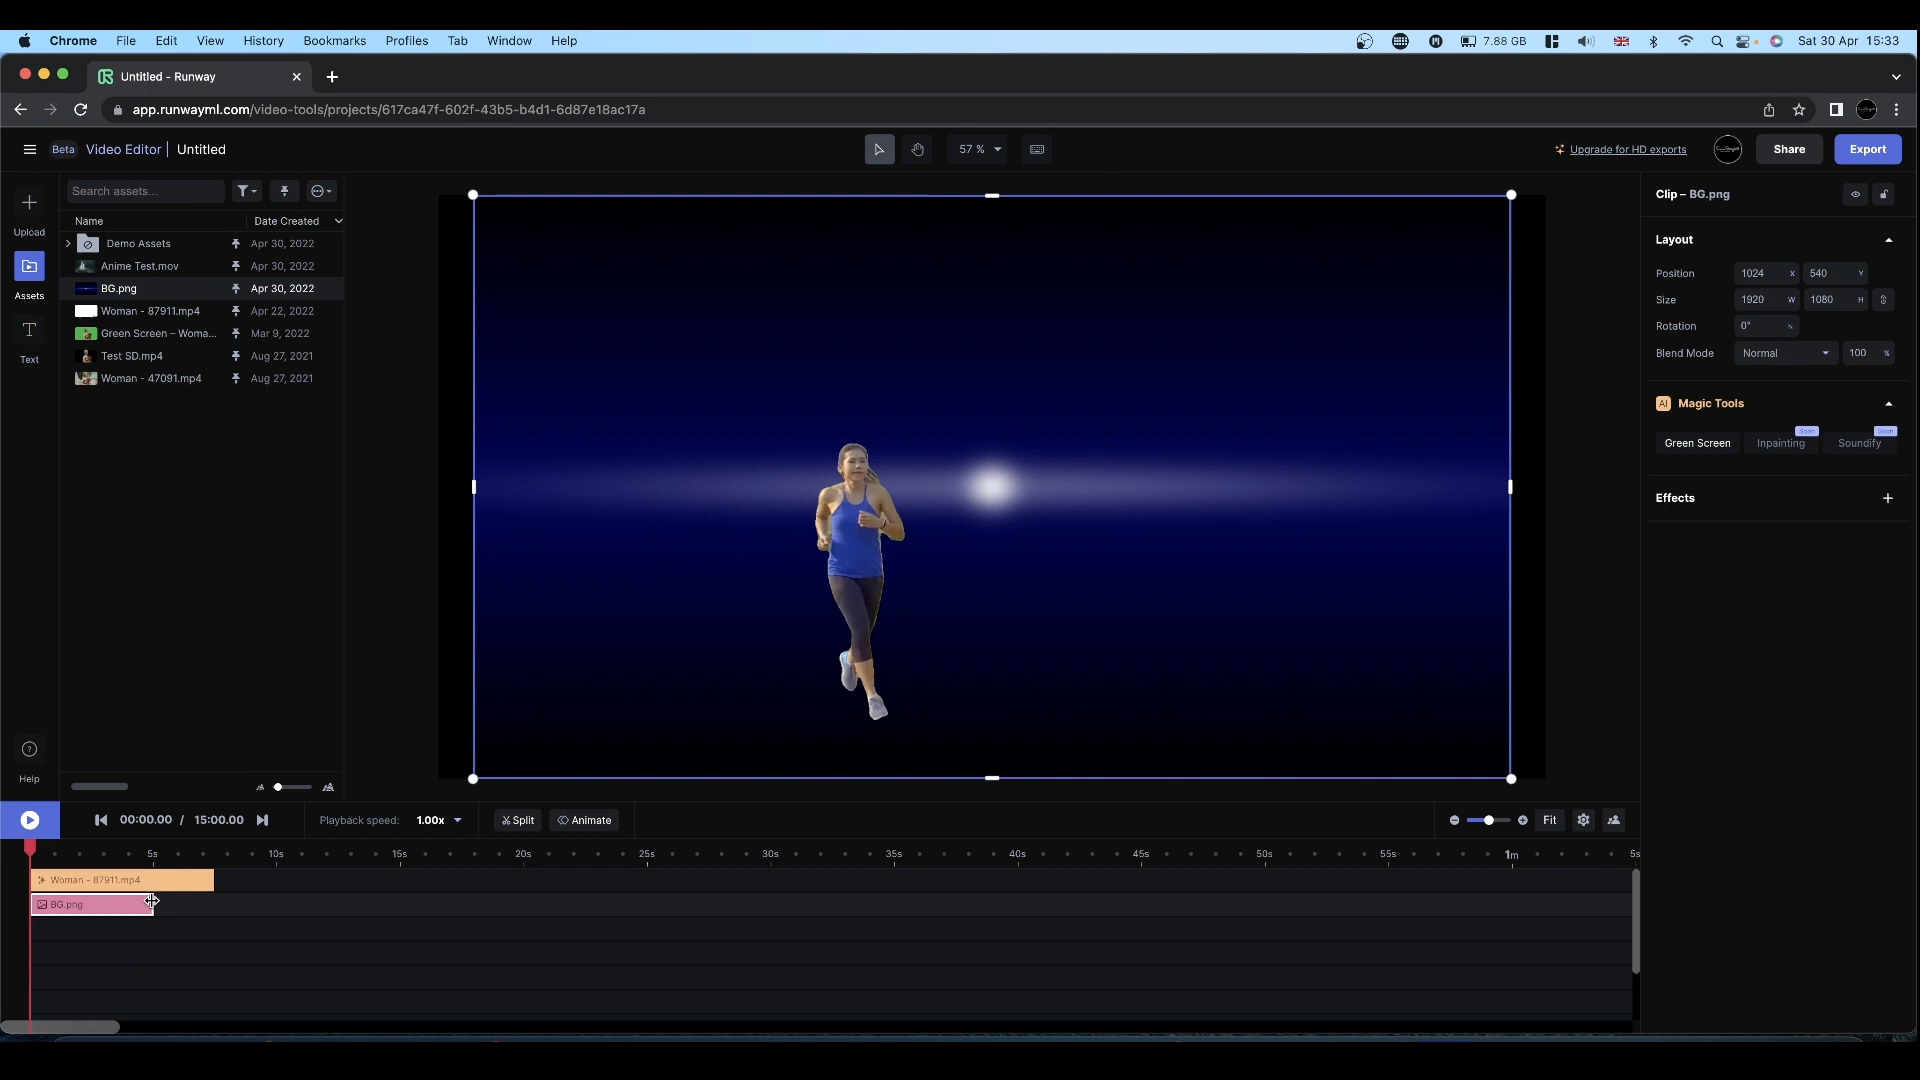 Chrome File Edit View History Bookmarks Profiles Tab Window Help 7.88 GB Sat 30 Apr 15:33
Untitled - Runway
app.runwayml.com/video-tools/projects/617ca47f-602f-43b5-b4d1-6d87e18ac17a
Beta Video Editor | Untitled 57 % Upgrade for HD exports Share Export
Search assets...
Clip – BG.png
Name Date Created
Upload
Demo Assets Apr 30, 2022
Layout
Anime Test.mov Apr 30, 2022
Position 1024 X 540 Y
BG.png Apr 30, 2022
Assets
Size 1920 W 1080 H
Woman - 87911.mp4 Apr 22, 2022
Rotation 0°
Green Screen – Woma... Mar 9, 2022
Text
Blend Mode Normal 100 %
Test SD.mp4 Aug 27, 2021
Woman - 47091.mp4 Aug 27, 2021
AI Magic Tools
Soon Soon
Green Screen Inpainting Soundify
Effects
Help
00:00.00 / 15:00.00 Playback speed: 1.00x Split Animate Fit
5s 10s 15s 20s 25s 30s 35s 40s 45s 50s 55s 1m 5s
Woman - 87911.mp4
BG.png